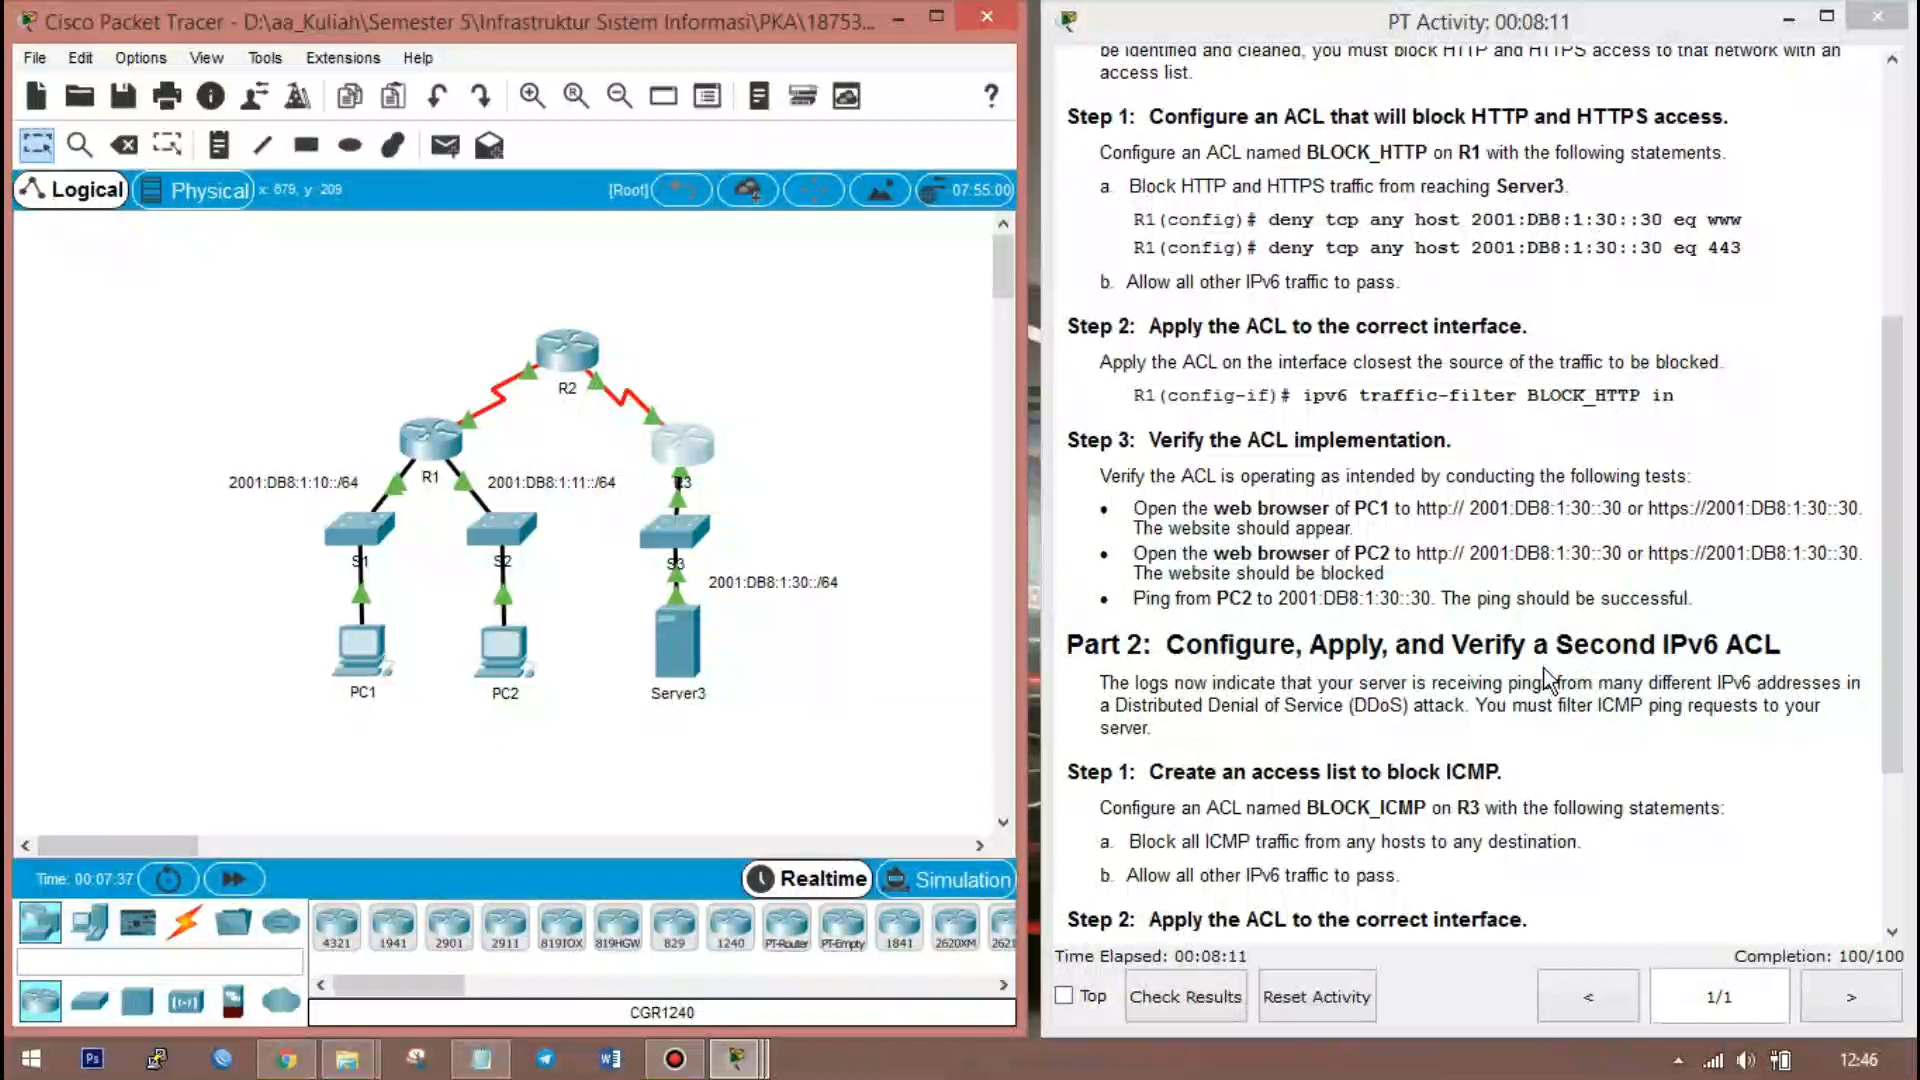 Cisco Packet Tracer - D:\aa_Kuliah\Semester 5\Infrastruktur Sistem Informasi\PKA\18753...
File Edit Options View Tools Extensions Help
?
Logical Physical x: 879, y: 209 [Root] 07:55:00
R2
R1
2001:DB8:1:10::/64 2001:DB8:1:11::/64
S1 S2 S3
2001:DB8:1:30::/64
PC1 PC2 Server3
Time: 00:07:37 Realtime Simulation
4321 1941 2901 2911 819IOX 819HGW 829 1240 PT-Router PT-Empty 1841 2620XM 2621
CGR1240
PT Activity: 00:08:11
be identified and cleaned, you must block HTTP and HTTPS access to that network with an
access list.
Step 1: Configure an ACL that will block HTTP and HTTPS access.
Configure an ACL named BLOCK_HTTP on R1 with the following statements.
a. Block HTTP and HTTPS traffic from reaching Server3.
R1(config)# deny tcp any host 2001:DB8:1:30::30 eq www
R1(config)# deny tcp any host 2001:DB8:1:30::30 eq 443
b. Allow all other IPv6 traffic to pass.
Step 2: Apply the ACL to the correct interface.
Apply the ACL on the interface closest the source of the traffic to be blocked.
R1(config-if)# ipv6 traffic-filter BLOCK_HTTP in
Step 3: Verify the ACL implementation.
Verify the ACL is operating as intended by conducting the following tests:
• Open the web browser of PC1 to http:// 2001:DB8:1:30::30 or https://2001:DB8:1:30::30.
The website should appear.
• Open the web browser of PC2 to http:// 2001:DB8:1:30::30 or https://2001:DB8:1:30::30.
The website should be blocked
• Ping from PC2 to 2001:DB8:1:30::30. The ping should be successful.
Part 2: Configure, Apply, and Verify a Second IPv6 ACL
The logs now indicate that your server is receiving pings from many different IPv6 addresses in
a Distributed Denial of Service (DDoS) attack. You must filter ICMP ping requests to your
server.
Step 1: Create an access list to block ICMP.
Configure an ACL named BLOCK_ICMP on R3 with the following statements:
a. Block all ICMP traffic from any hosts to any destination.
b. Allow all other IPv6 traffic to pass.
Step 2: Apply the ACL to the correct interface.
Time Elapsed: 00:08:11 Completion: 100/100
Top Check Results Reset Activity < 1/1 >
Ps
12:46